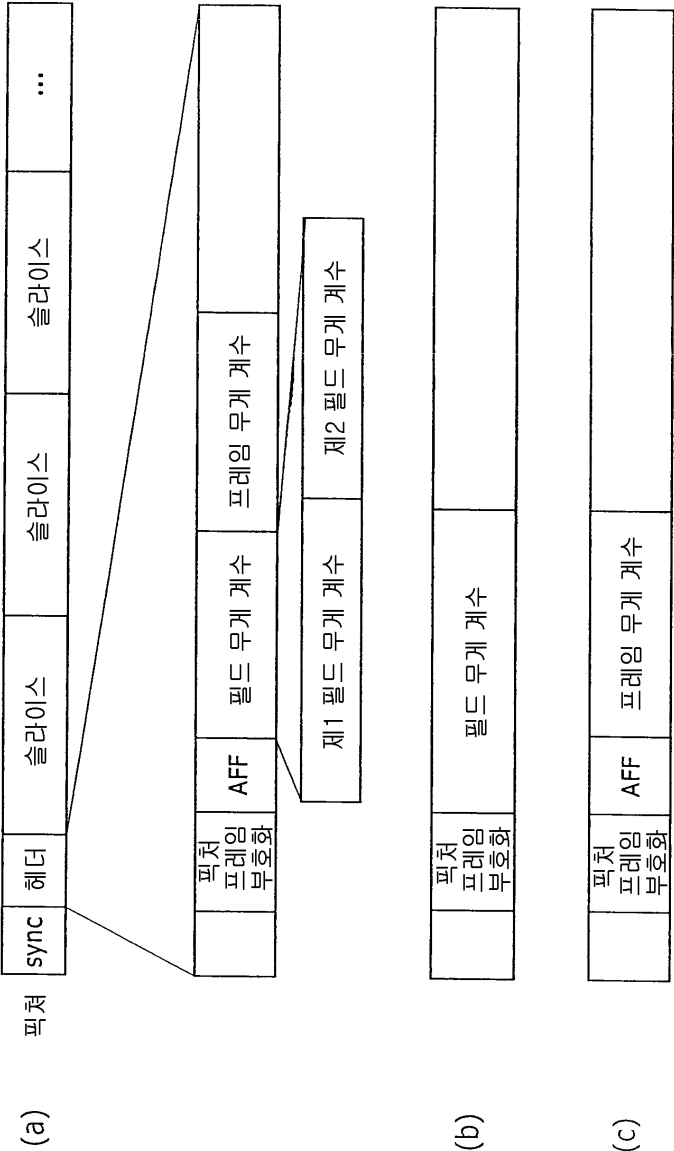 (a)
픽쳐
sync
헤더
슬라이스
슬라이스
슬라이스
...
픽처
프레임
부호화
AFF
필드 무게 계수
프레임 무게 계수
제1 필드 무게 계수
제2 필드 무게 계수
(b)
픽처
프레임
부호화
필드 무게 계수
(c)
픽처
프레임
부호화
AFF
프레임 무게 계수